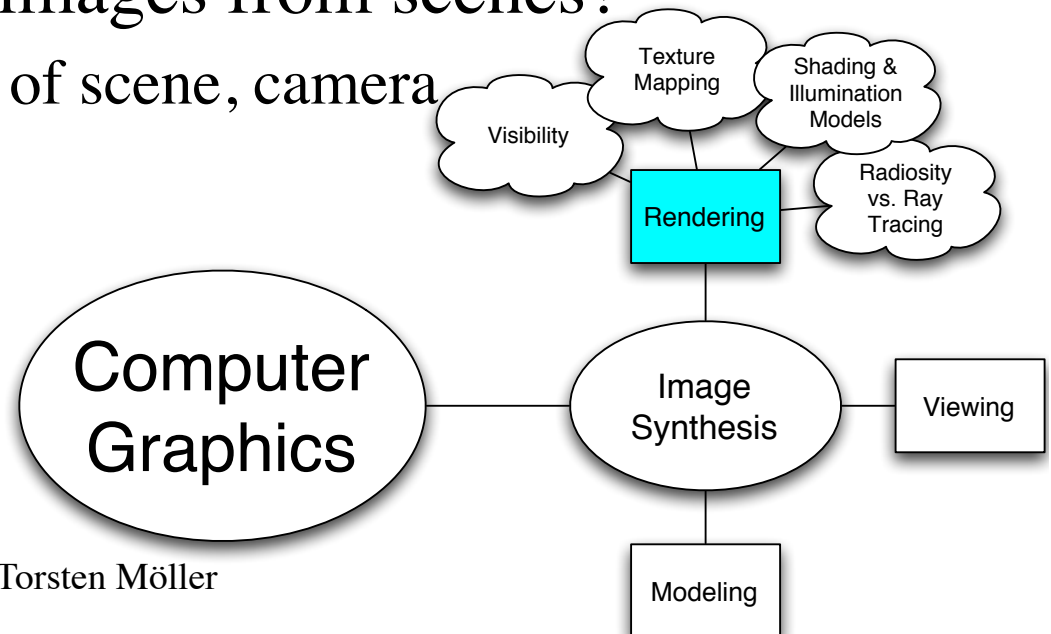 images from scenes?
of scene, camera
Texture
Mapping
Shading &
Illumination
Models
Visibility
Radiosity
vs. Ray
Tracing
Rendering
Computer
Graphics
Image
Synthesis
Viewing
Torsten Möller
Modeling